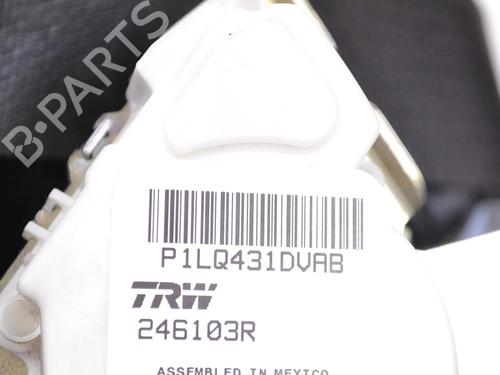 B-PARTS
P1LQ431DVAB
TRW
246103R
ASSEMBLED IN MEXICO